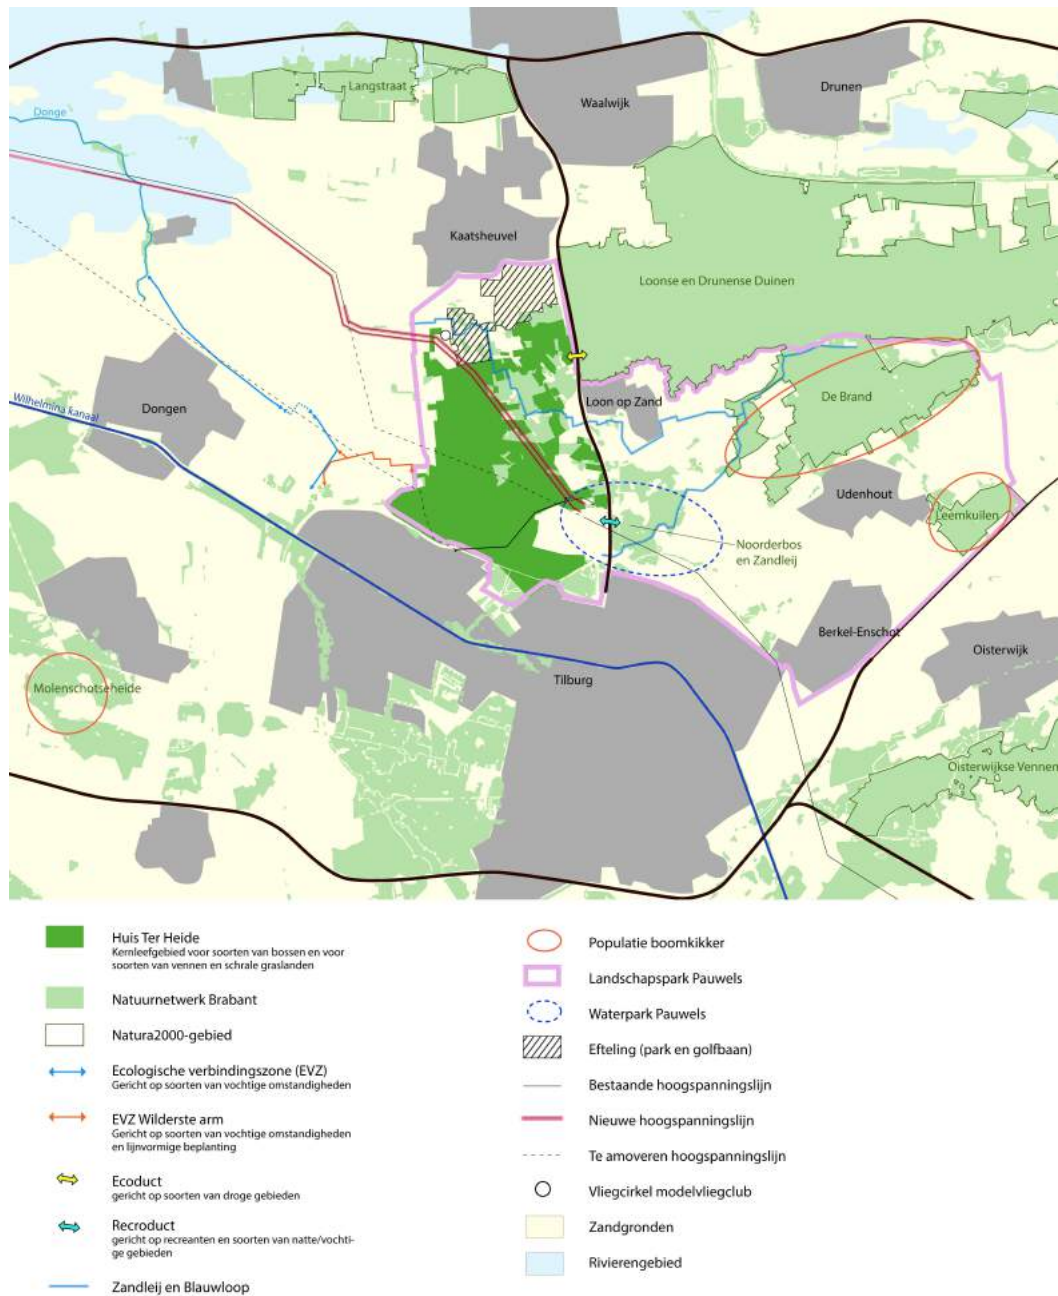 Langstraat
Waalwijk
Drunen
Donge
Kaatsheuvel
Loonse en Drunense Duinen
Wilhelmina kanaal
Dongen
Loon op Zand
De Brand
Udenhout
Leemkuilen
Noorderbos
en Zandleij
Berkel-Enschot
Oisterwijk
Tilburg
Molenschotseheide
Oisterwijkse Vennen
Huis Ter Heide
Kernleefgebied voor soorten van bossen en voor
soorten van vennen en schrale graslanden
Natuurnetwerk Brabant
Natura2000-gebied
Ecologische verbindingszone (EVZ)
Gericht op soorten van vochtige omstandigheden
EVZ Wilderste arm
Gericht op soorten van vochtige omstandigheden
en lijnvormige beplanting
Ecoduct
gericht op soorten van droge gebieden
Recroduct
gericht op recreanten en soorten van natte/vochti-
ge gebieden
Zandleij en Blauwloop
Populatie boomkikker
Landschapspark Pauwels
Waterpark Pauwels
Efteling (park en golfbaan)
Bestaande hoogspanningslijn
Nieuwe hoogspanningslijn
Te amoveren hoogspanningslijn
Vliegcirkel modelvliegclub
Zandgronden
Rivierengebied